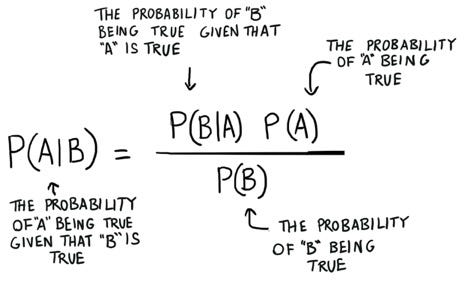 THE PROBABILITY OF "B"
BEING TRUE GIVEN THAT
"A" IS TRUE
THE PROBABILITY
OF "A" BEING
TRUE
P(A|B) = P(B|A) P(A)
P(B)
THE PROBABILITY
OF "A" BEING TRUE
GIVEN THAT "B" IS
TRUE
THE PROBABILITY
OF "B" BEING
TRUE